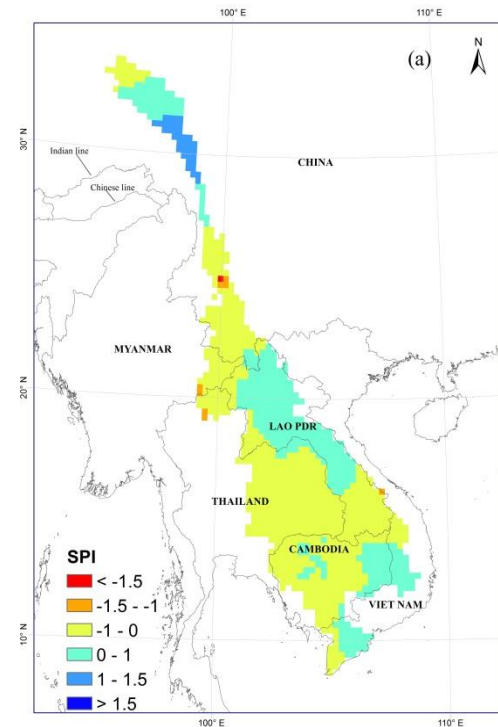 100° E
110° E
(a)
N
30° N
Indian line
Chinese line
CHINA
MYANMAR
20° N
LAO PDR
THAILAND
CAMBODIA
VIET NAM
10° N
SPI
< -1.5
-1.5 - -1
-1 - 0
0 - 1
1 - 1.5
> 1.5
100° E
110° E